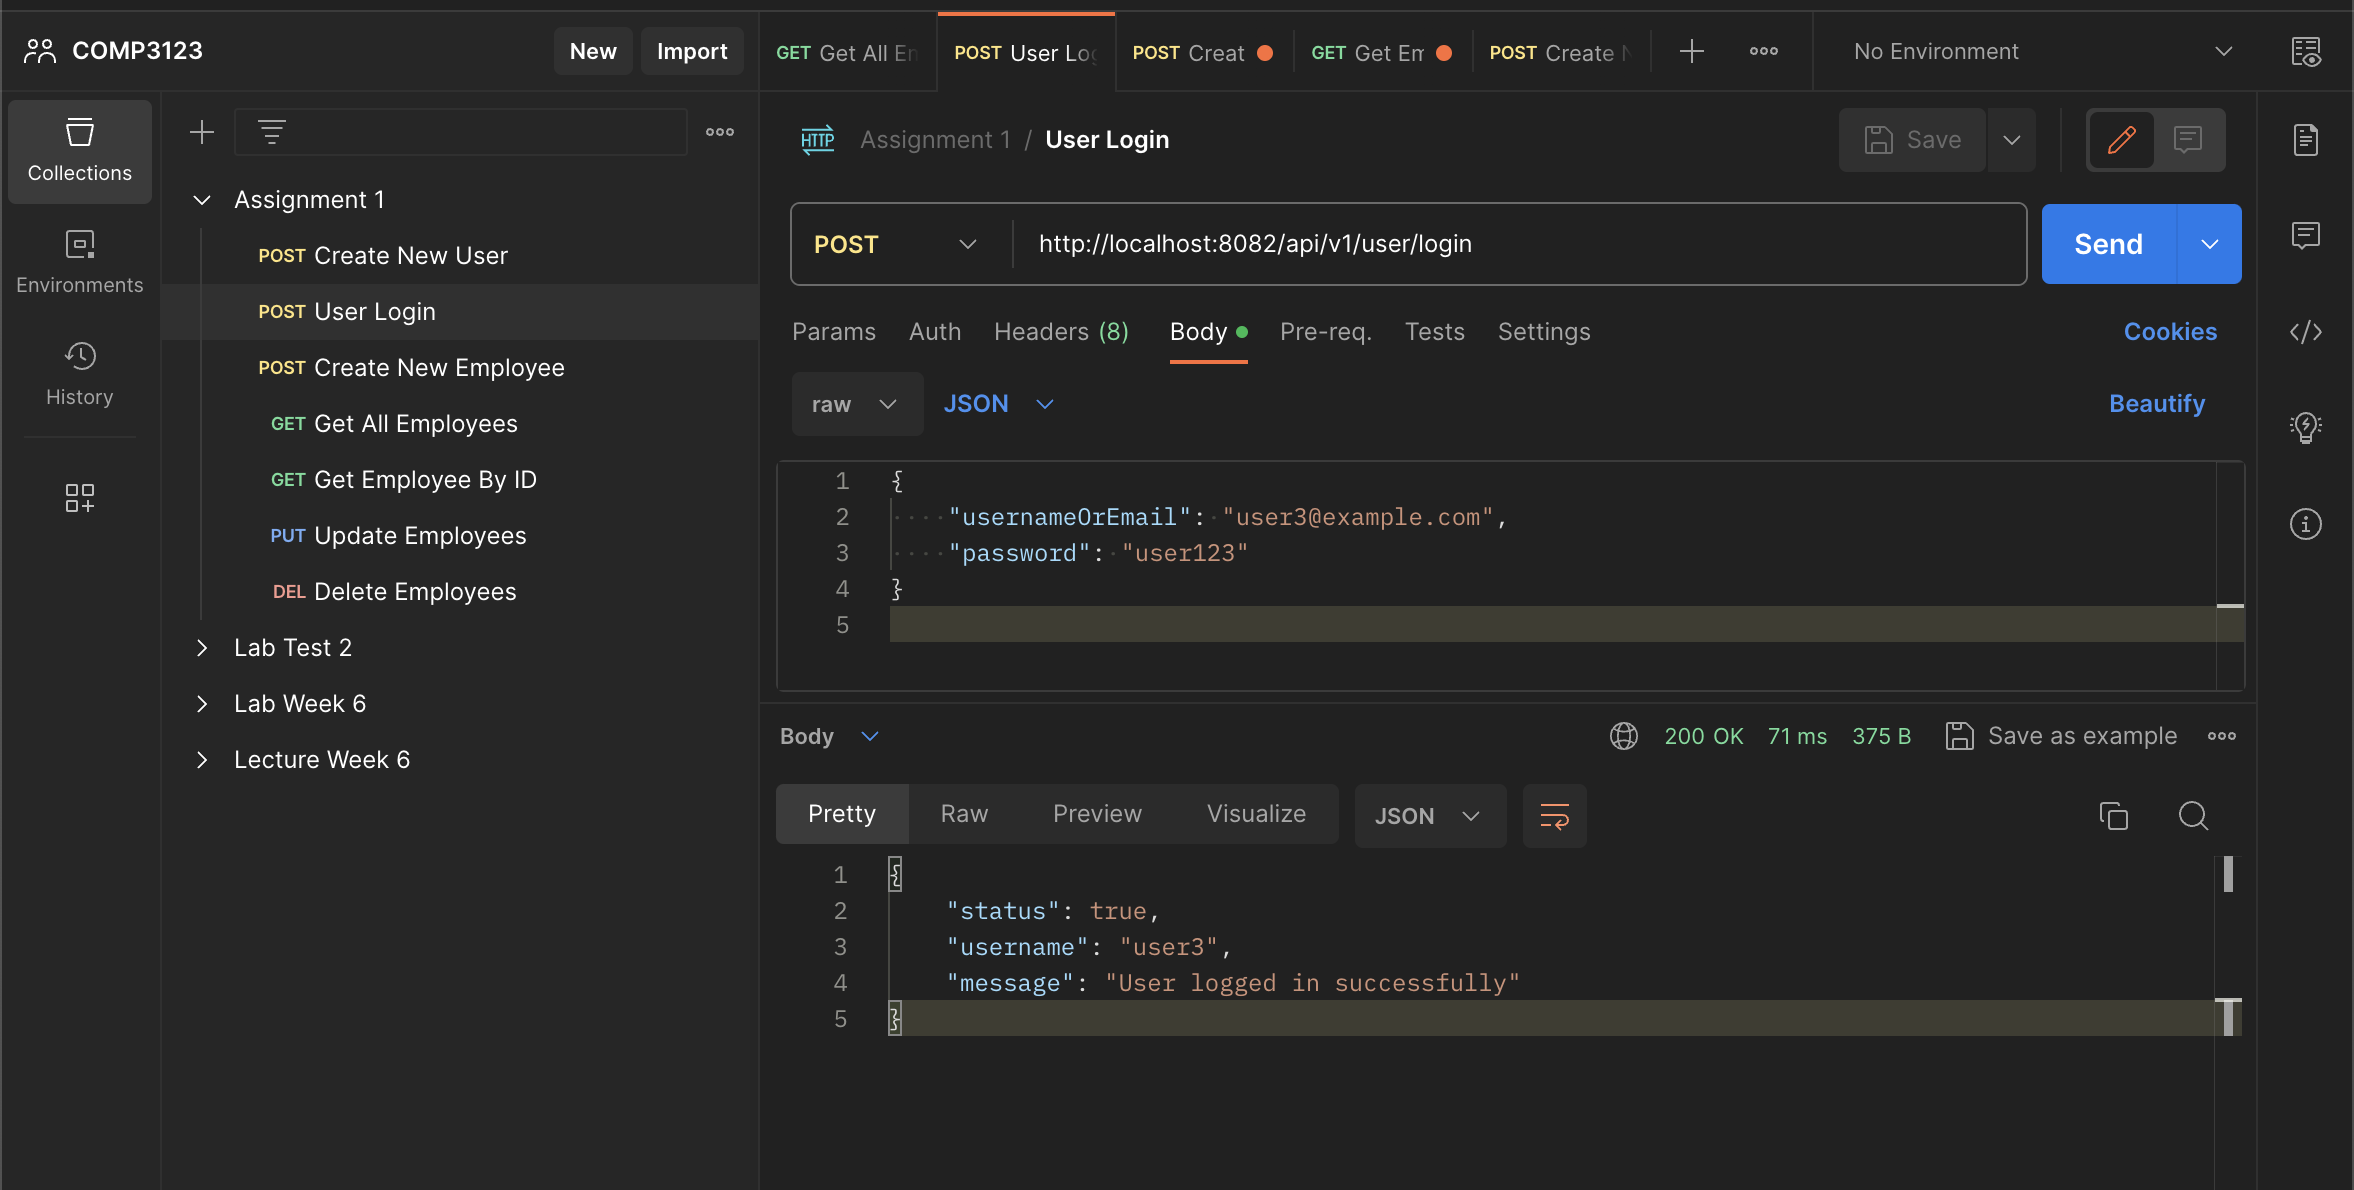 COMP3123
New
Import
GET Get All En
POST User Log
POST Creat
GET Get Em
POST Create N
No Environment
Collections
Environments
History
Assignment 1
POST Create New User
POST User Login
POST Create New Employee
GET Get All Employees
GET Get Employee By ID
PUT Update Employees
DEL Delete Employees
Lab Test 2
Lab Week 6
Lecture Week 6
HTTP Assignment 1 / User Login
Save
POST http://localhost:8082/api/v1/user/login
Send
Params Auth Headers (8) Body Pre-req. Tests Settings
Cookies
raw JSON
Beautify
1 {
2 "usernameOrEmail": "user3@example.com",
3 "password": "user123"
4 }
5
Body
200 OK 71 ms 375 B Save as example
Pretty Raw Preview Visualize JSON
1 {
2 "status": true,
3 "username": "user3",
4 "message": "User logged in successfully"
5 }